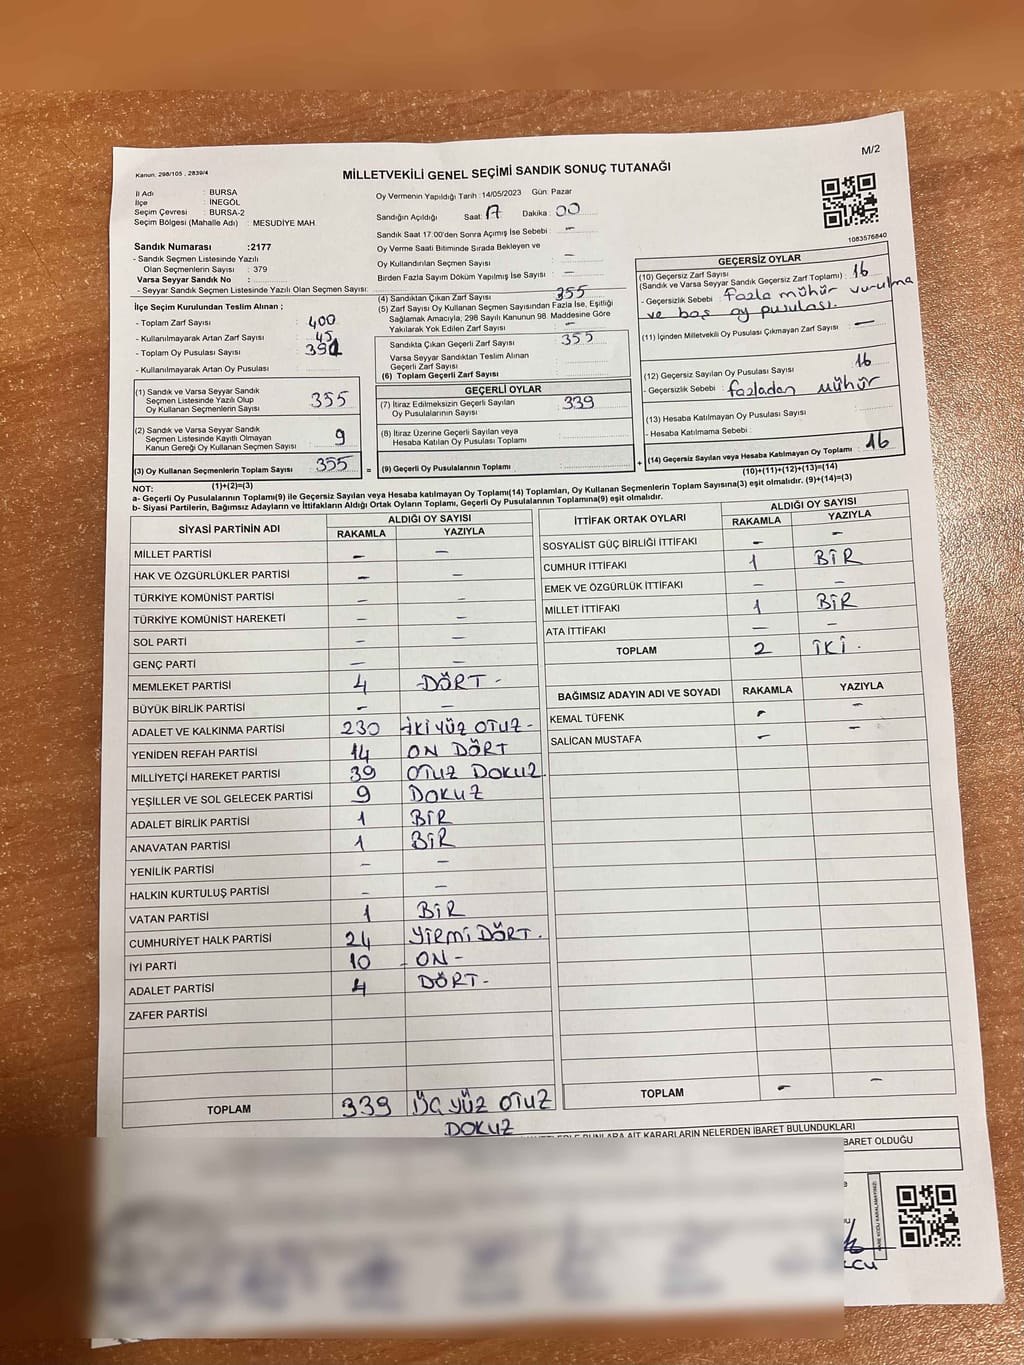 M/2
Kanun, 298/105 , 2839/4
MİLLETVEKİLİ GENEL SEÇİMİ SANDIK SONUÇ TUTANAĞI
İl Adı : BURSA
İlçe : İNEGÖL
Seçim Çevresi : BURSA-2
Seçim Bölgesi (Mahalle Adı) : MESUDİYE MAH.
Sandık Numarası :2177
- Sandık Seçmen Listesinde Yazılı
Olan Seçmenlerin Sayısı : 379
Varsa Seyyar Sandık No :
- Seyyar Sandık Seçmen Listesinde Yazılı Olan Seçmen Sayısı:
İlçe Seçim Kurulundan Teslim Alınan ;
- Toplam Zarf Sayısı : 400
- Kullanılmayarak Artan Zarf Sayısı : 45
- Toplam Oy Pusulası Sayısı :
- Kullanılmayarak Artan Oy Pusulası :
(1) Sandık ve Varsa Seyyar Sandık
Seçmen Listesinde Yazılı Olup
Oy Kullanan Seçmenlerin Sayısı : 355
(2) Sandık ve Varsa Seyyar Sandık
Seçmen Listesinde Kayıtlı Olmayan
Kanun Gereği Oy Kullanan Seçmen Sayısı : 9
(3) Oy Kullanan Seçmenlerin Toplam Sayısı : 355
(1)+(2)=(3)
Oy Vermenin Yapıldığı Tarih :14/05/2023 Gün: Pazar
Sandığın Açıldığı Saat: 17 Dakika : 00
Sandık Saat 17:00'den Sonra Açımış İse Sebebi : -
Oy Verme Saati Bitiminde Sırada Bekleyen ve
Oy Kullandırılan Seçmen Sayısı : -
Birden Fazla Sayım Döküm Yapılmış İse Sayısı : -
(4) Sandıktan Çıkan Zarf Sayısı : 355
(5) Zarf Sayısı Oy Kullanan Seçmen Sayısından Fazla İse, Eşitliği
Sağlamak Amacıyla, 298 Sayılı Kanunun 98. Maddesine Göre
Yakılarak Yok Edilen Zarf Sayısı : -
Sandıkta Çıkan Geçerli Zarf Sayısı : 355
Varsa Seyyar Sandıktan Teslim Alınan
Geçerli Zarf Sayısı :
(6) Toplam Geçerli Zarf Sayısı :
GEÇERLİ OYLAR
(7) İtiraz Edilmeksizin Geçerli Sayılan
Oy Pusulalarının Sayısı : 339
(8) İtiraz Üzerine Geçerli Sayılan veya
Hesaba Katılan Oy Pusulası Toplamı :
= (9) Geçerli Oy Pusulalarının Toplamı :
1083576840
GEÇERSİZ OYLAR
(10) Geçersiz Zarf Sayısı
(Sandık ve Varsa Seyyar Sandık Geçersiz Zarf Toplamı) : 16
- Geçersizlik Sebebi : fazla mühür vurulma
ve boş oy pusulası.
(11) İçinden Milletvekili Oy Pusulası Çıkmayan Zarf Sayısı : -
(12) Geçersiz Sayılan Oy Pusulası Sayısı : 16
- Geçersizlik Sebebi : fazladan mühür
(13) Hesaba Katılmayan Oy Pusulası Sayısı :
- Hesaba Katılmama Sebebi :
+ (14) Geçersiz Sayılan veya Hesaba Katılmayan Oy Toplamı : 16
(10)+(11)+(12)+(13)=(14)
NOT:
a- Geçerli Oy Pusulalarının Toplamı(9) ile Geçersiz Sayılan veya Hesaba katılmayan Oy Toplamı(14) Toplamları, Oy Kullanan Seçmenlerin Toplam Sayısına(3) eşit olmalıdır. (9)+(14)=(3)
b- Siyasi Partilerin, Bağımsız Adayların ve İttifakların Aldığı Ortak Oyların Toplamı, Geçerli Oy Pusulalarının Toplamına(9) eşit olmalıdır.
SİYASİ PARTİNİN ADI ALDIĞI OY SAYISI
RAKAMLA YAZIYLA
MİLLET PARTİSİ - -
HAK VE ÖZGÜRLÜKLER PARTİSİ - -
TÜRKİYE KOMÜNİST PARTİSİ - -
TÜRKİYE KOMÜNİST HAREKETİ - -
SOL PARTİ - -
GENÇ PARTİ - -
MEMLEKET PARTİSİ 4 -DÖRT -
BÜYÜK BİRLİK PARTİSİ - -
ADALET VE KALKINMA PARTİSİ 230 İKİYÜZ OTUZ -
YENİDEN REFAH PARTİSİ 14 ON DÖRT
MİLLİYETÇİ HAREKET PARTİSİ 39 OTUZ DOKUZ.
YEŞİLLER VE SOL GELECEK PARTİSİ 9 DOKUZ
ADALET BİRLİK PARTİSİ 1 BİR
ANAVATAN PARTİSİ 1 BİR
YENİLİK PARTİSİ - -
HALKIN KURTULUŞ PARTİSİ - -
VATAN PARTİSİ 1 BİR
CUMHURİYET HALK PARTİSİ 24 YİRMİ DÖRT.
İYİ PARTİ 10 - ON -
ADALET PARTİSİ 4 DÖRT -
ZAFER PARTİSİ
TOPLAM 339 ÜÇ YÜZ OTUZ
DOKUZ
İTTİFAK ORTAK OYLARI ALDIĞI OY SAYISI
RAKAMLA YAZIYLA
SOSYALİST GÜÇ BİRLİĞİ İTTİFAKI - -
CUMHUR İTTİFAKI 1 BİR
EMEK VE ÖZGÜRLÜK İTTİFAKI - -
MİLLET İTTİFAKI 1 BİR
ATA İTTİFAKI - -
TOPLAM 2 İKİ .
BAĞIMSIZ ADAYIN ADI VE SOYADI RAKAMLA YAZIYLA
KEMAL TÜFENK - -
SALİCAN MUSTAFA - -
TOPLAM - -
BUNLARA AİT KARARLARIN NELERDEN İBARET BULUNDUKLARI
İBARET OLDUĞU